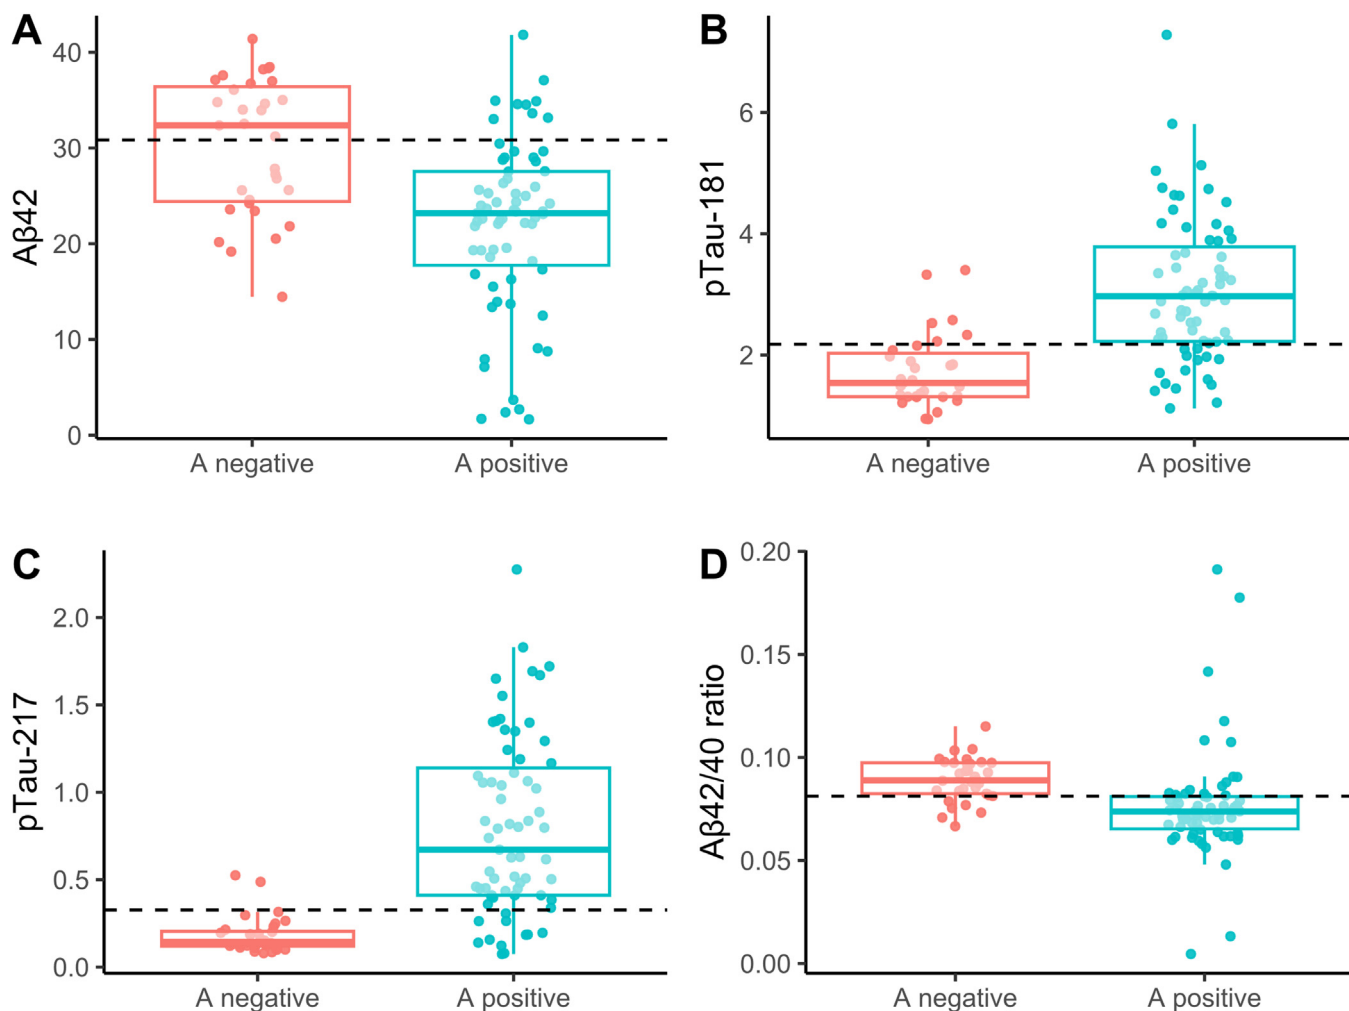 A
Aβ42
40
30
20
10
0
A negative
A positive
B
pTau-181
6
4
2
A negative
A positive
C
pTau-217
2.0
1.5
1.0
0.5
0.0
A negative
A positive
D
Aβ42/40 ratio
0.20
0.15
0.10
0.05
0.00
A negative
A positive